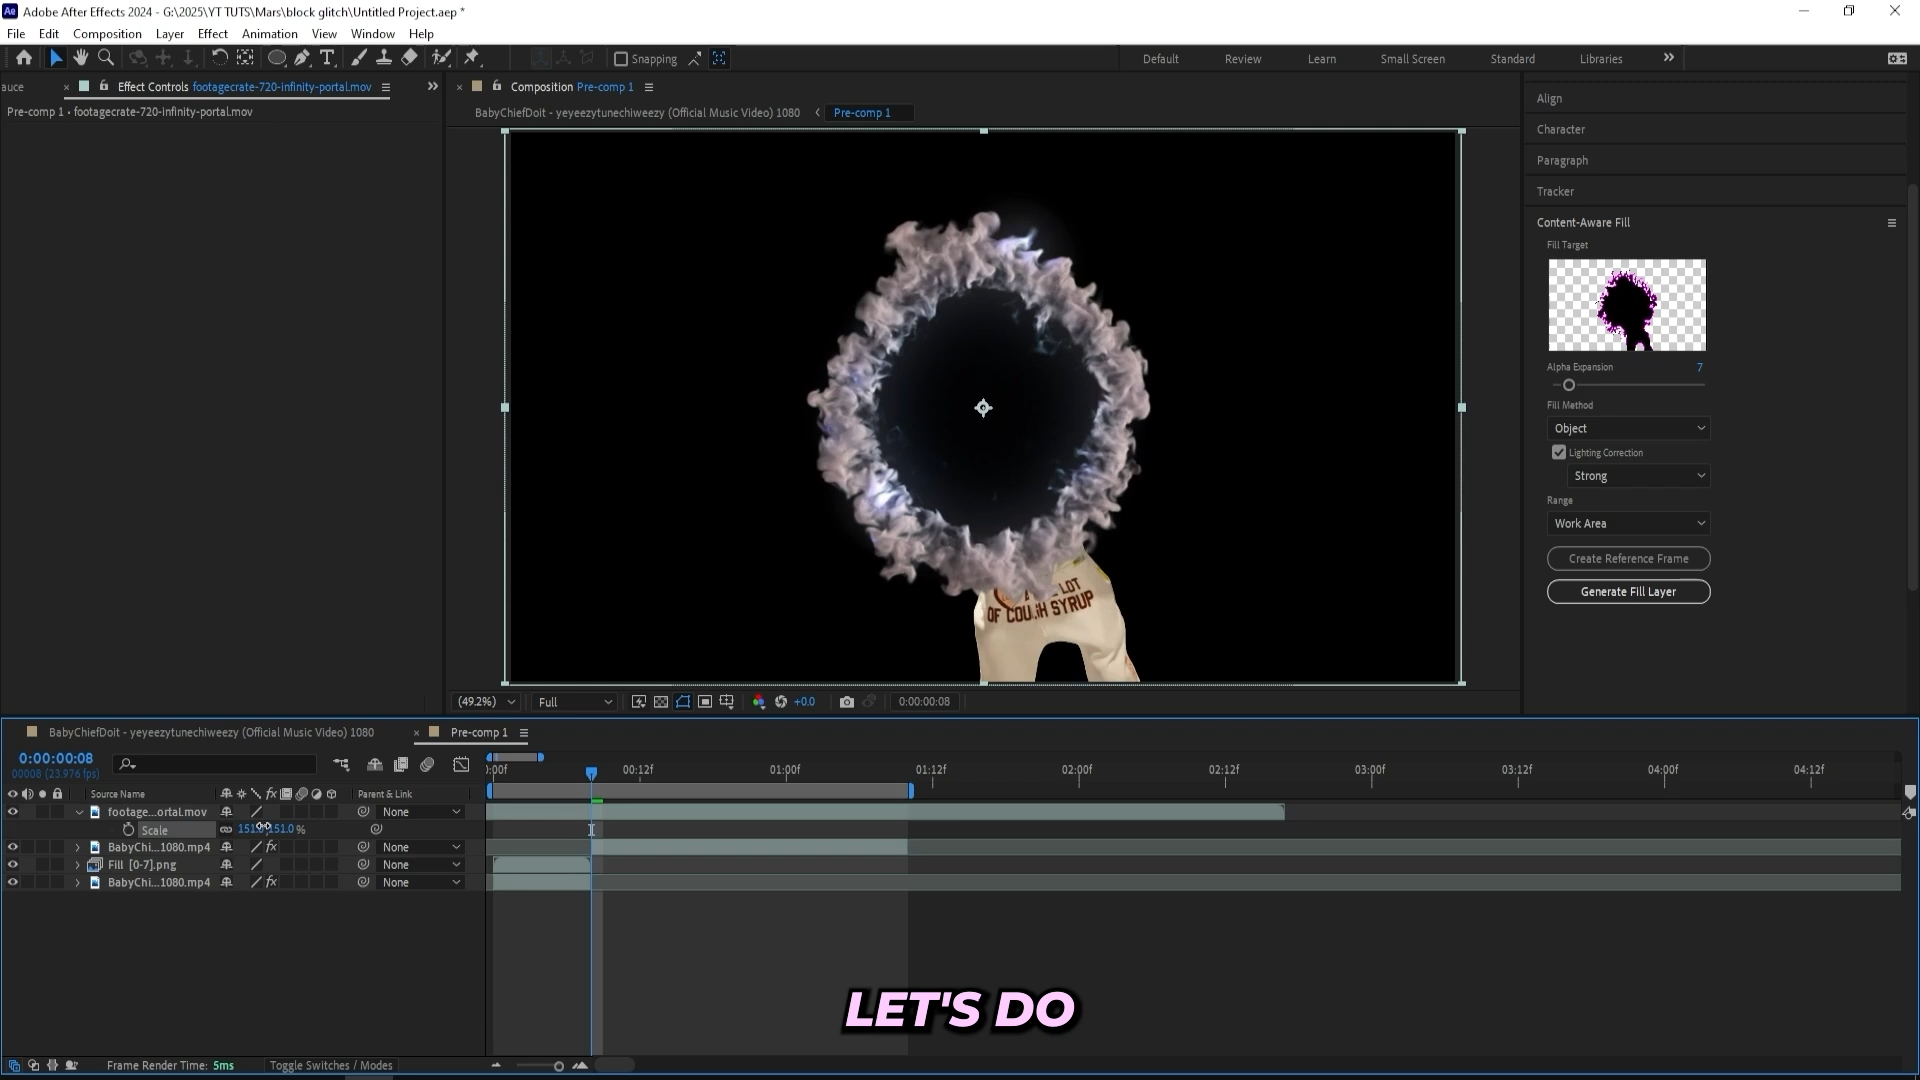 Adobe After Effects 2024 - G:\2025\YT TUTS\Mars\block glitch\Untitled Project.aep *
File Edit Composition Layer Effect Animation View Window Help
Snapping
Default Review Learn Small Screen Standard Libraries
auce × Effect Controls footagecrate-720-infinity-portal.mov
Composition Pre-comp 1
Pre-comp 1 • footagecrate-720-infinity-portal.mov
BabyChiefDoit - yeyeezytunechiweezy (Official Music Video) 1080 Pre-comp 1
Align
Character
Paragraph
Tracker
Content-Aware Fill
Fill Target
Alpha Expansion 7
Fill Method
Object
Lighting Correction
Strong
Range
Work Area
Create Reference Frame
Generate Fill Layer
LOT
OF COUGH SYRUP
(49.2%) Full +0.0 0:00:00:08
BabyChiefDoit - yeyeezytunechiweezy (Official Music Video) 1080 × Pre-comp 1
0:00:00:08
00008 (23.976 fps)
):00f 00:12f 01:00f 01:12f 02:00f 02:12f 03:00f 03:12f 04:00f 04:12f
Source Name Parent & Link
footage...ortal.mov None
Scale 151.0,151.0 %
BabyChi...1080.mp4 None
Fill [0-7].png None
BabyChi...1080.mp4 None
LET'S DO
Frame Render Time: 5ms Toggle Switches / Modes